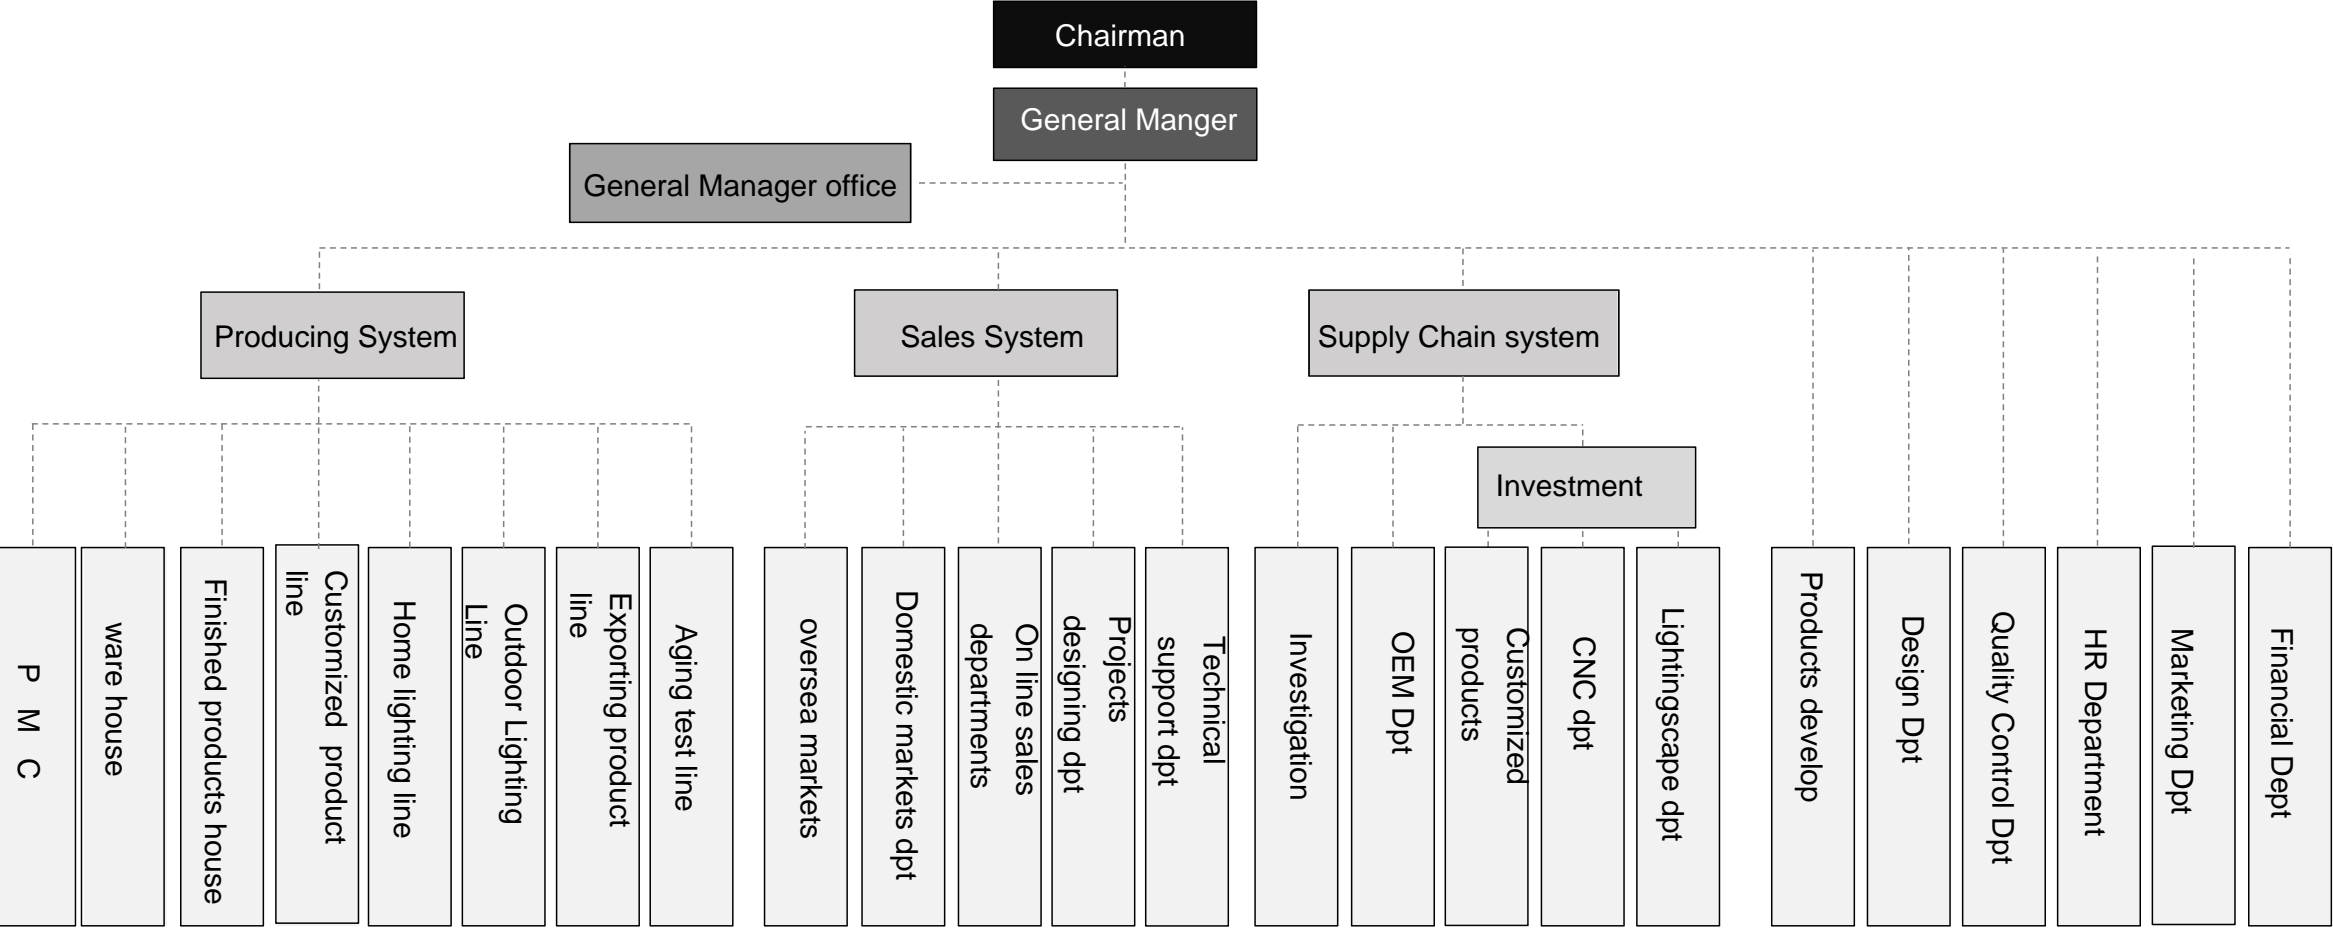 Chairman
General Manger
General Manager office
Producing System
Sales System
Supply Chain system
Investment
P M C
ware house
Finished products house
Customized product
line
Home lighting line
Outdoor Lighting
Line
Exporting product
line
Aging test line
oversea markets
Domestic markets dpt
On line sales
departments
Projects
designing dpt
Technical
support dpt
Investigation
OEM Dpt
Customized
products
CNC dpt
Lightingscape dpt
Products develop
Design Dpt
Quality Control Dpt
HR Department
Marketing Dpt
Financial Dept